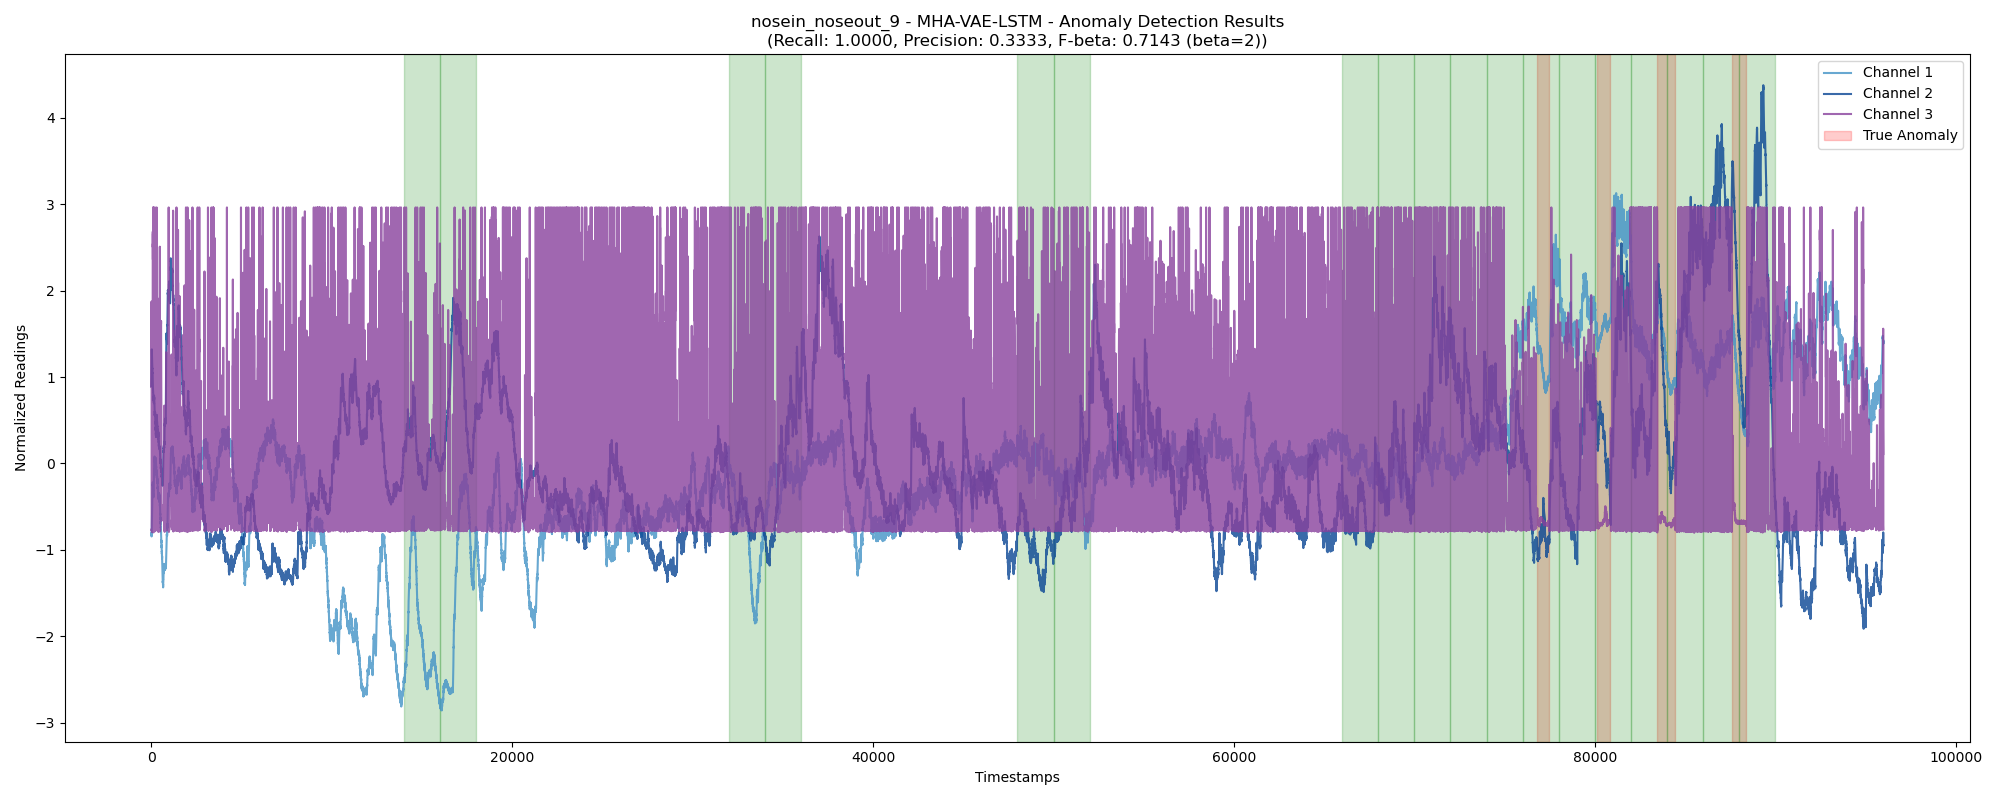 nosein_noseout_9 - MHA-VAE-LSTM - Anomaly Detection Results
(Recall: 1.0000, Precision: 0.3333, F-beta: 0.7143 (beta=2))
Channel 1
Channel 2
Channel 3
True Anomaly
Normalized Readings
4
3
2
1
0
−1
−2
−3
0
20000
40000
60000
80000
100000
Timestamps